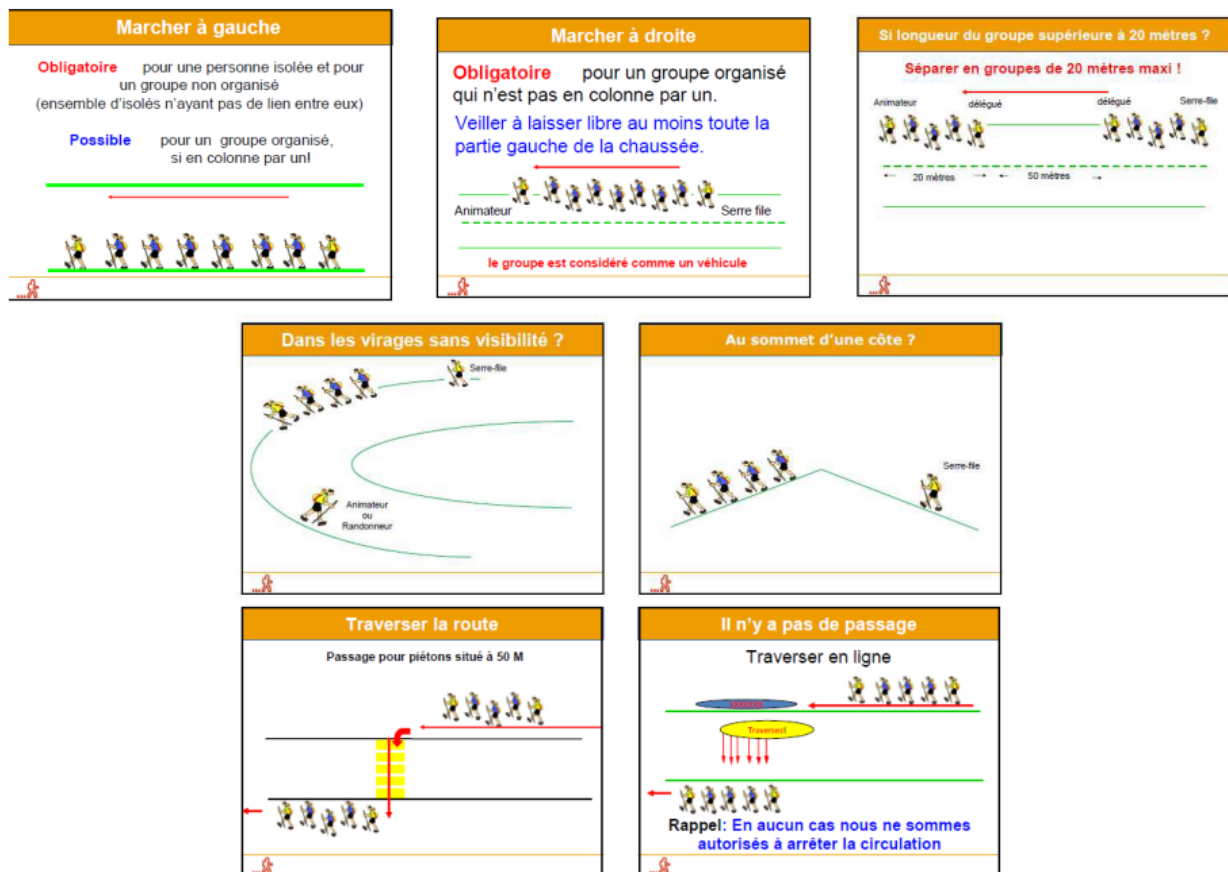 Marcher à gauche
Obligatoire pour une personne isolée et pour
un groupe non organisé
(ensemble d'isolés n'ayant pas de lien entre eux)
Possible pour un groupe organisé,
si en colonne par un!
Marcher à droite
Obligatoire pour un groupe organisé
qui n'est pas en colonne par un.
Veiller à laisser libre au moins toute la
partie gauche de la chaussée.
Animateur Serre file
le groupe est considéré comme un véhicule
Si longueur du groupe supérieure à 20 mètres ?
Séparer en groupes de 20 mètres maxi !
Animateur délégué délégué Serre-file
20 mètres 50 mètres
Dans les virages sans visibilité ?
Serre-file
Animateur
ou
Randonneur
Au sommet d'une côte ?
Serre-file
Traverser la route
Passage pour piétons situé à 50 M
Il n'y a pas de passage
Traverser en ligne
Rappel: En aucun cas nous ne sommes
autorisés à arrêter la circulation